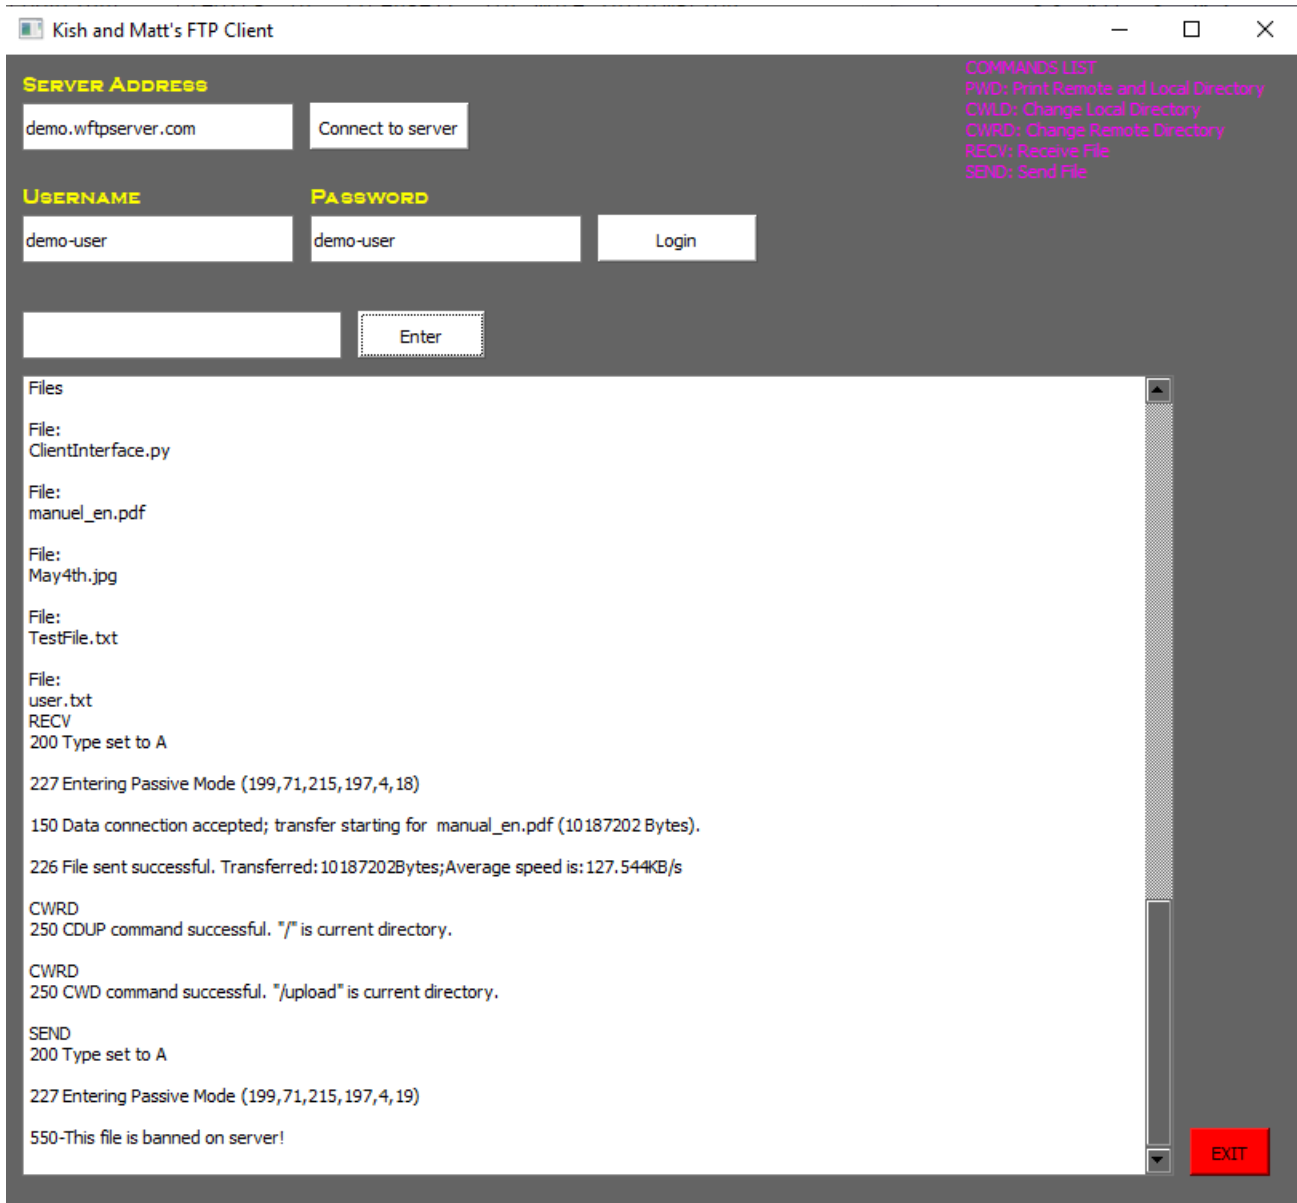 Kish and Matt's FTP Client
COMMANDS LIST
PWD: Print Remote and Local Directory
CWLD: Change Local Directory
CWRD: Change Remote Directory
RECV: Receive File
SEND: Send File
SERVER ADDRESS
demo.wftpserver.com
Connect to server
USERNAME
PASSWORD
demo-user
demo-user
Login
Enter
Files
File:
ClientInterface.py
File:
manuel_en.pdf
File:
May4th.jpg
File:
TestFile.txt
File:
user.txt
RECV
200 Type set to A
227 Entering Passive Mode (199,71,215,197,4,18)
150 Data connection accepted; transfer starting for  manual_en.pdf (10187202 Bytes).
226 File sent successful. Transferred:10187202Bytes;Average speed is:127.544KB/s
CWRD
250 CDUP command successful. "/" is current directory.
CWRD
250 CWD command successful. "/upload" is current directory.
SEND
200 Type set to A
227 Entering Passive Mode (199,71,215,197,4,19)
550-This file is banned on server!
EXIT